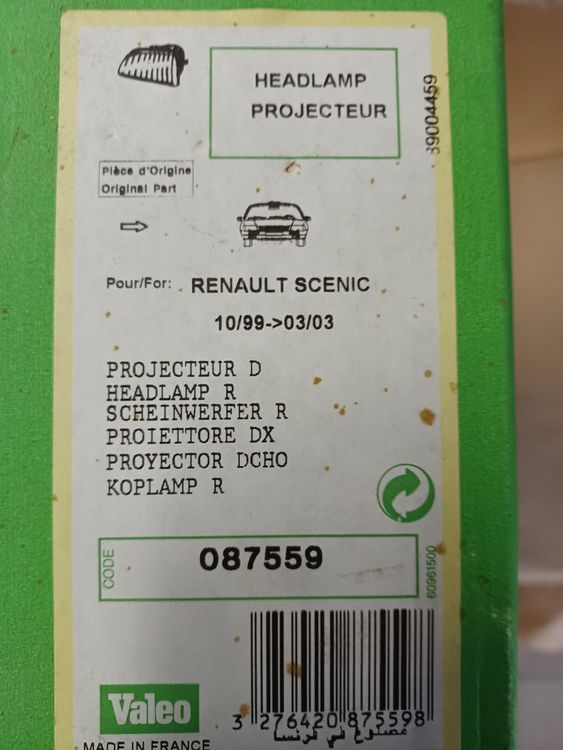 HEADLAMP
PROJECTEUR
89004459
Pièce d'Origine
Original Part
Pour/For: RENAULT SCENIC
10/99->03/03
PROJECTEUR D
HEADLAMP R
SCHEINWERFER R
PROIETTORE DX
PROYECTOR DCHO
KOPLAMP R
CODE
087559
60961500
Valeo
3 276420 875598
MADE IN FRANCE
مصنوع في فرنسا